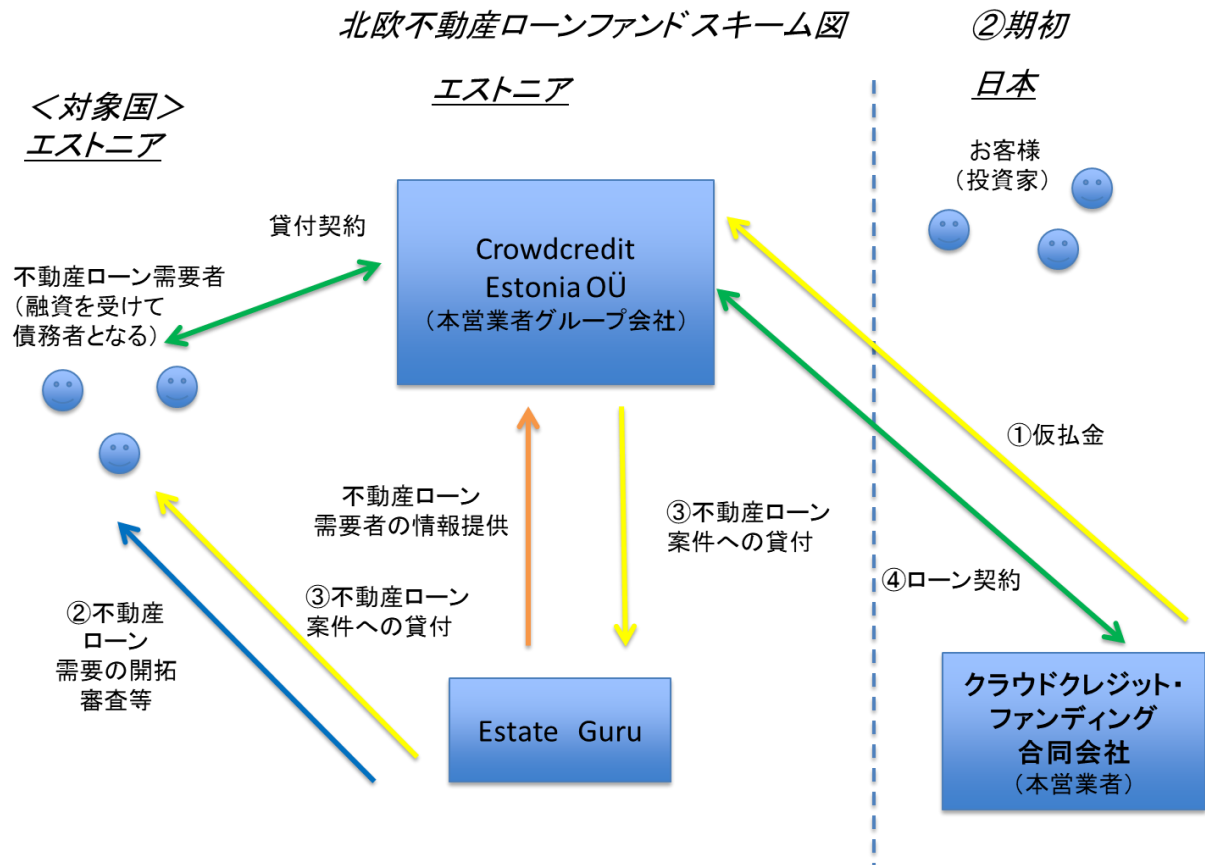 北欧不動産ローンファンド スキーム図
②期初
＜対象国＞
エストニア
エストニア
日本
お客様
（投資家）
貸付契約
不動産ローン需要者
（融資を受けて
債務者となる）
Crowdcredit
Estonia OÜ
（本営業者グループ会社）
①仮払金
不動産ローン
需要者の情報提供
③不動産ローン
案件への貸付
④ローン契約
②不動産
ローン
需要の開拓
審査等
③不動産ローン
案件への貸付
Estate Guru
クラウドクレジット・
ファンディング
合同会社
（本営業者）